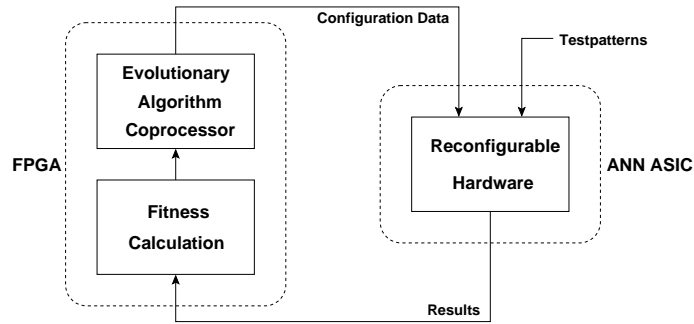 Configuration Data
Testpatterns
Evolutionary
Algorithm
Coprocessor
FPGA
Reconfigurable
Hardware
ANN ASIC
Fitness
Calculation
Results